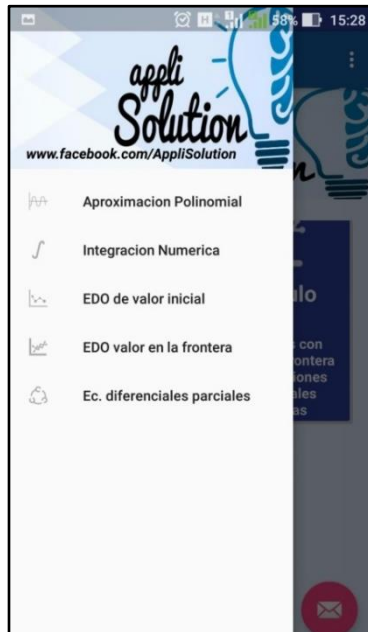 H 1 58% 15:28
appli
Solution
www.facebook.com/AppliSolution
n
Aproximacion Polinomial
Integracion Numerica
EDO de valor inicial
EDO valor en la frontera
Ec. diferenciales parciales
lo
con
ontera
iones
ales
as